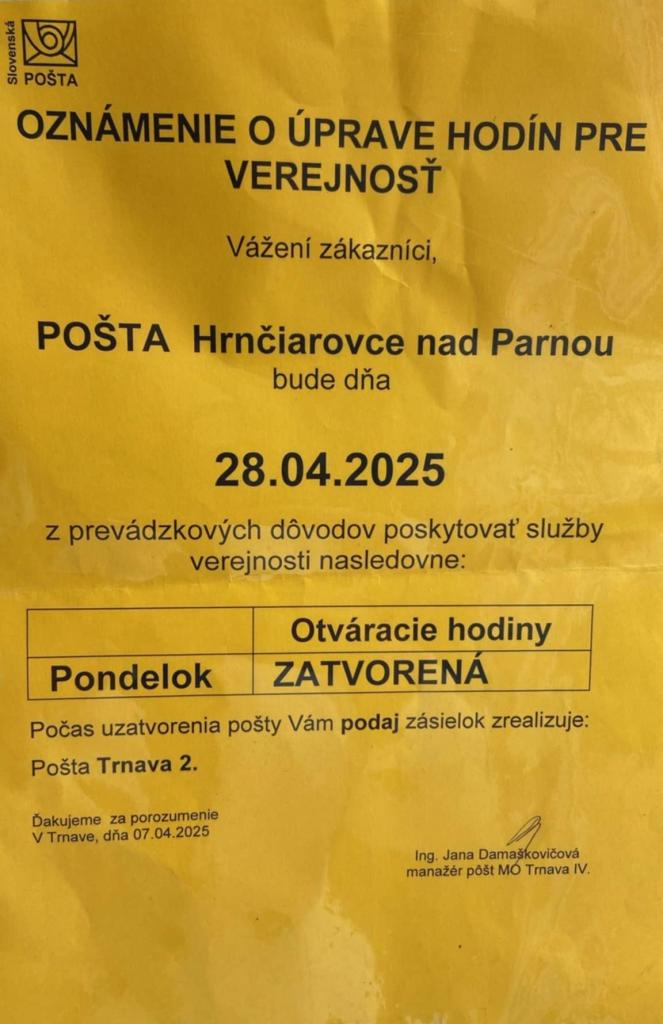 Slovenská
POŠTA
OZNÁMENIE O ÚPRAVE HODÍN PRE
VEREJNOSŤ
Vážení zákazníci,
POŠTA Hrnčiarovce nad Parnou
bude dňa
28.04.2025
z prevádzkových dôvodov poskytovať služby
verejnosti nasledovne:
Otváracie hodiny
Pondelok ZATVORENÁ
Počas uzatvorenia pošty Vám podaj zásielok zrealizuje:
Pošta Trnava 2.
Ďakujeme za porozumenie
V Trnave, dňa 07.04.2025
Ing. Jana Damaškovičová
manažér pôšt MO Trnava IV.